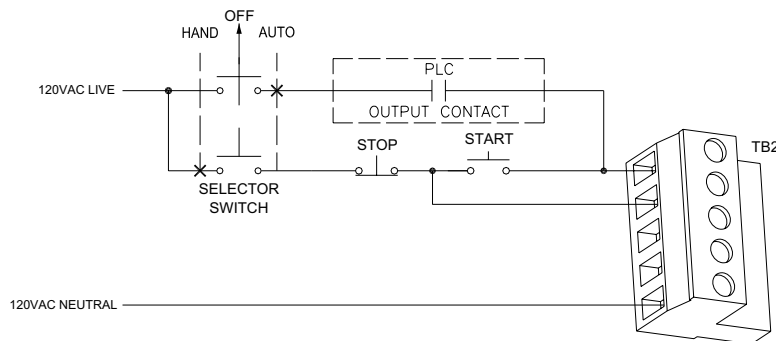 OFF
HAND
AUTO
120VAC LIVE
PLC
OUTPUT CONTACT
STOP
START
TB2
SELECTOR
SWITCH
120VAC NEUTRAL